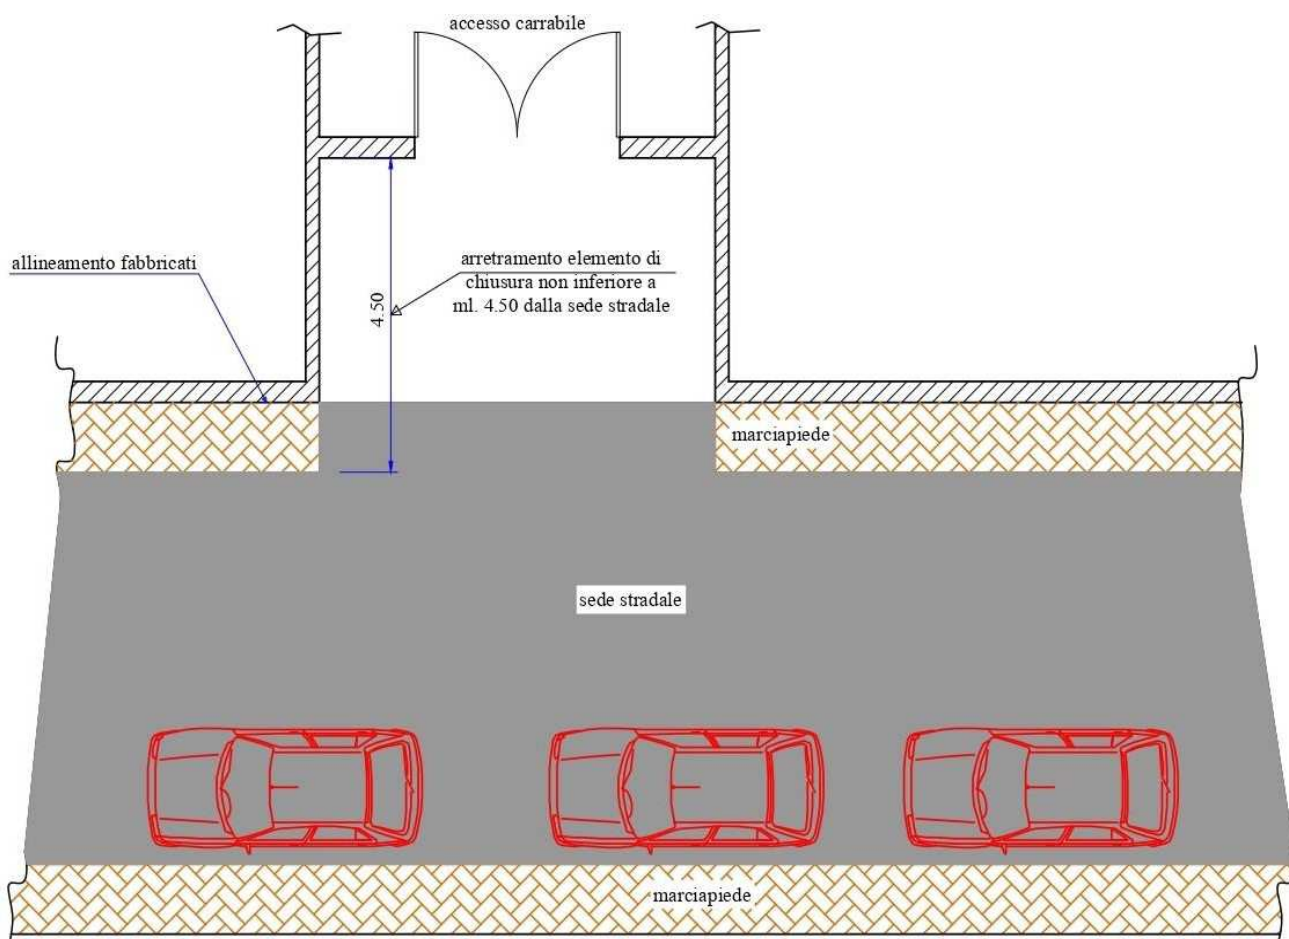 accesso carrabile
allineamento fabbricati
arretramento elemento di
chiusura non inferiore a
ml. 4.50 dalla sede stradale
4.50
marciapiede
sede stradale
marciapiede